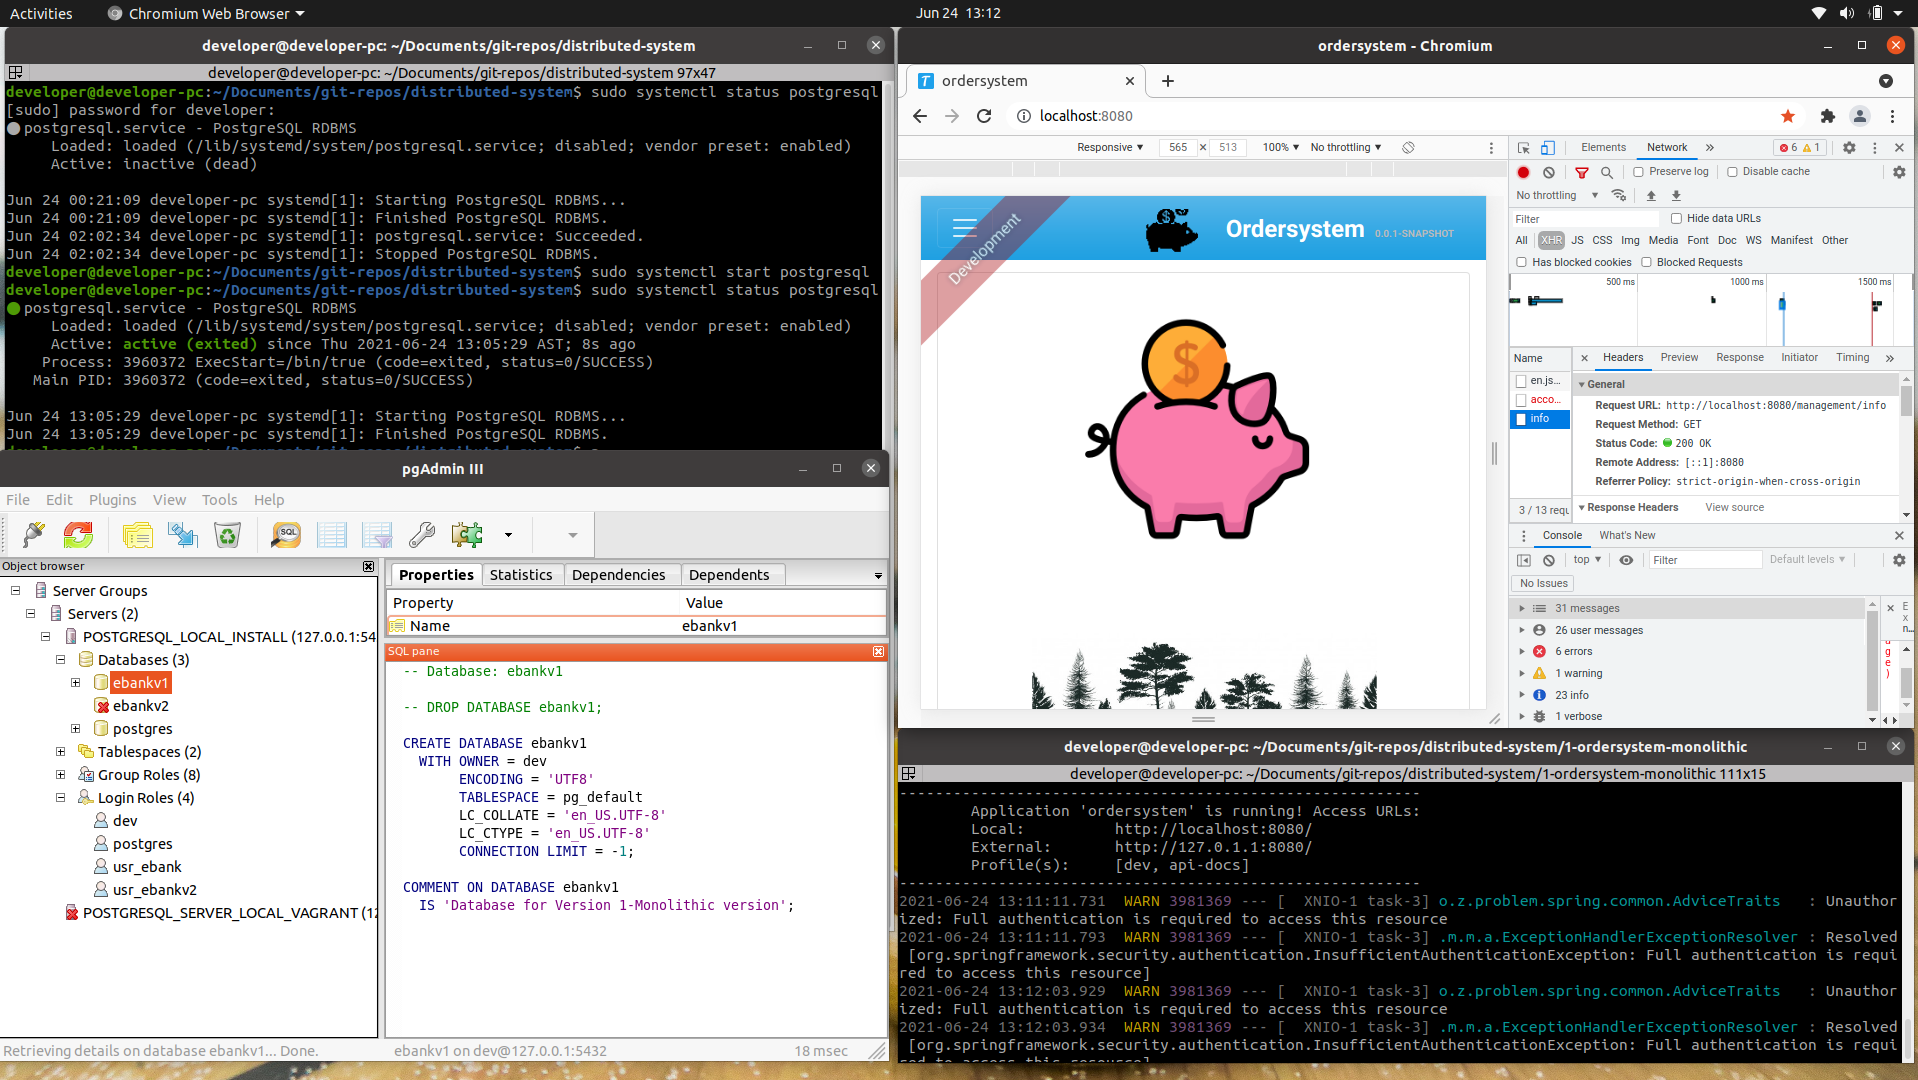 Activities
Chromium Web Browser
Jun 24  13:12
developer@developer-pc: ~/Documents/git-repos/distributed-system
developer@developer-pc: ~/Documents/git-repos/distributed-system 97x47
developer@developer-pc:~/Documents/git-repos/distributed-system$ sudo systemctl status postgresql
[sudo] password for developer:
postgresql.service - PostgreSQL RDBMS
Loaded: loaded (/lib/systemd/system/postgresql.service; disabled; vendor preset: enabled)
Active: inactive (dead)
Jun 24 00:21:09 developer-pc systemd[1]: Starting PostgreSQL RDBMS...
Jun 24 00:21:09 developer-pc systemd[1]: Finished PostgreSQL RDBMS.
Jun 24 02:02:34 developer-pc systemd[1]: postgresql.service: Succeeded.
Jun 24 02:02:34 developer-pc systemd[1]: Stopped PostgreSQL RDBMS.
developer@developer-pc:~/Documents/git-repos/distributed-system$ sudo systemctl start postgresql
developer@developer-pc:~/Documents/git-repos/distributed-system$ sudo systemctl status postgresql
postgresql.service - PostgreSQL RDBMS
Loaded: loaded (/lib/systemd/system/postgresql.service; disabled; vendor preset: enabled)
Active: active (exited) since Thu 2021-06-24 13:05:29 AST; 8s ago
Process: 3960372 ExecStart=/bin/true (code=exited, status=0/SUCCESS)
Main PID: 3960372 (code=exited, status=0/SUCCESS)
Jun 24 13:05:29 developer-pc systemd[1]: Starting PostgreSQL RDBMS...
Jun 24 13:05:29 developer-pc systemd[1]: Finished PostgreSQL RDBMS.
pgAdmin III
File Edit Plugins View Tools Help
SQL
Object browser
Server Groups
Servers (2)
POSTGRESQL_LOCAL_INSTALL (127.0.0.1:54
Databases (3)
ebankv1
ebankv2
postgres
Tablespaces (2)
Group Roles (8)
Login Roles (4)
dev
postgres
usr_ebank
usr_ebankv2
POSTGRESQL_SERVER_LOCAL_VAGRANT (12
Properties Statistics Dependencies Dependents
Property Value
Name ebankv1
SQL pane
-- Database: ebankv1
-- DROP DATABASE ebankv1;
CREATE DATABASE ebankv1
WITH OWNER = dev
ENCODING = 'UTF8'
TABLESPACE = pg_default
LC_COLLATE = 'en_US.UTF-8'
LC_CTYPE = 'en_US.UTF-8'
CONNECTION LIMIT = -1;
COMMENT ON DATABASE ebankv1
IS 'Database for Version 1-Monolithic version';
Retrieving details on database ebankv1... Done.
ebankv1 on dev@127.0.0.1:5432
18 msec
ordersystem - Chromium
ordersystem
localhost:8080
Responsive 565 × 513 100% No throttling
Development
Ordersystem 0.0.1-SNAPSHOT
Elements Network 6 1
Preserve log Disable cache
No throttling
Filter Hide data URLs
All XHR JS CSS Img Media Font Doc WS Manifest Other
Has blocked cookies Blocked Requests
500 ms 1000 ms 1500 ms
Name Headers Preview Response Initiator Timing
en.js...
acco...
info
3 / 13 requ
General
Request URL: http://localhost:8080/management/info
Request Method: GET
Status Code: 200 OK
Remote Address: [::1]:8080
Referrer Policy: strict-origin-when-cross-origin
Response Headers View source
Console What's New
top Filter Default levels
No Issues
31 messages
26 user messages
6 errors
1 warning
23 info
1 verbose
developer@developer-pc: ~/Documents/git-repos/distributed-system/1-ordersystem-monolithic
developer@developer-pc: ~/Documents/git-repos/distributed-system/1-ordersystem-monolithic 111x15
----------------------------------------------------------
Application 'ordersystem' is running! Access URLs:
Local: http://localhost:8080/
External: http://127.0.1.1:8080/
Profile(s): [dev, api-docs]
----------------------------------------------------------
2021-06-24 13:11:11.731  WARN 3981369 --- [  XNIO-1 task-3] o.z.problem.spring.common.AdviceTraits   : Unauthor
ized: Full authentication is required to access this resource
2021-06-24 13:11:11.793  WARN 3981369 --- [  XNIO-1 task-3] .m.m.a.ExceptionHandlerExceptionResolver : Resolved
[org.springframework.security.authentication.InsufficientAuthenticationException: Full authentication is requi
red to access this resource]
2021-06-24 13:12:03.929  WARN 3981369 --- [  XNIO-1 task-3] o.z.problem.spring.common.AdviceTraits   : Unauthor
ized: Full authentication is required to access this resource
2021-06-24 13:12:03.934  WARN 3981369 --- [  XNIO-1 task-3] .m.m.a.ExceptionHandlerExceptionResolver : Resolved
[org.springframework.security.authentication.InsufficientAuthenticationException: Full authentication is requi
red to access this resource]